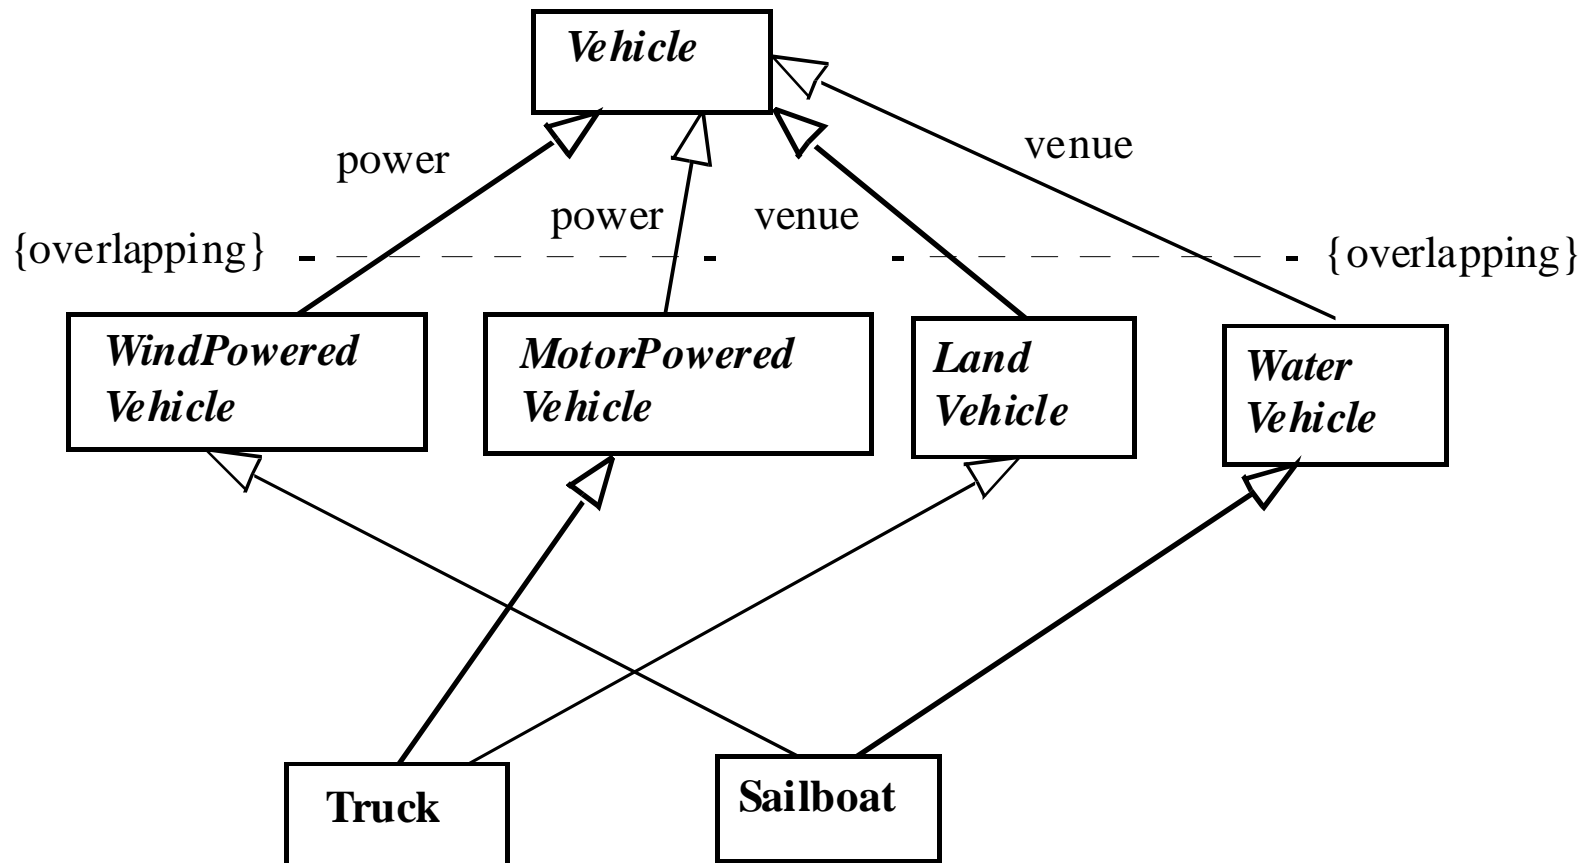 Vehicle
power
venue
power
venue
{overlapping}
{overlapping}
WindPowered
Vehicle
MotorPowered
Vehicle
Land
Vehicle
Water
Vehicle
Truck
Sailboat